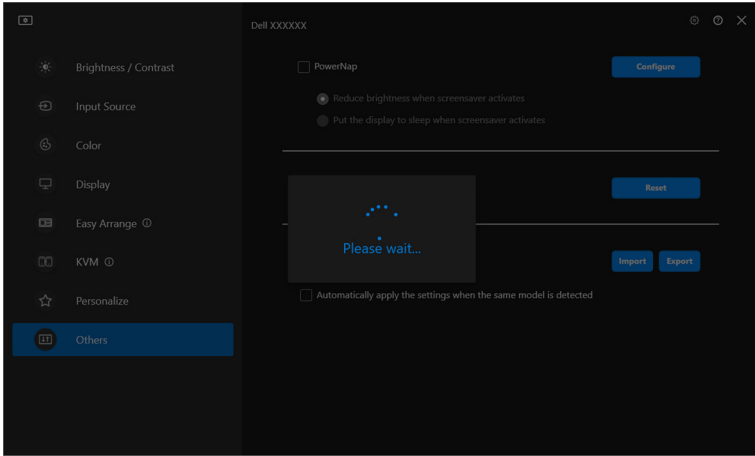 Dell XXXXXX
Brightness / Contrast
Input Source
Color
Display
Easy Arrange
KVM
Personalize
Others
PowerNap
Configure
Reduce brightness when screensaver activates
Put the display to sleep when screensaver activates
Reset
Please wait...
Import
Export
Automatically apply the settings when the same model is detected